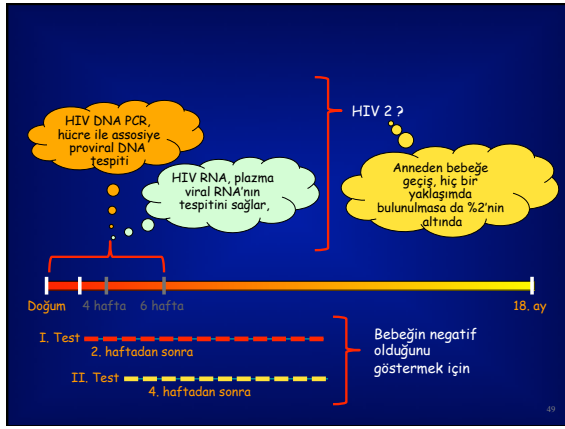 HIV DNA PCR,
hücre ile assosiye
proviral DNA
tespiti
HIV RNA, plazma
viral RNA’nın
tespitini sağlar,
HIV 2 ?
Anneden bebeğe
geçiş, hiç bir
yaklaşımda
bulunulmasa da %2’nin
altında
Doğum 4 hafta 6 hafta 18. ay
I. Test
2. haftadan sonra
II. Test
4. haftadan sonra
Bebeğin negatif
olduğunu
göstermek için
49